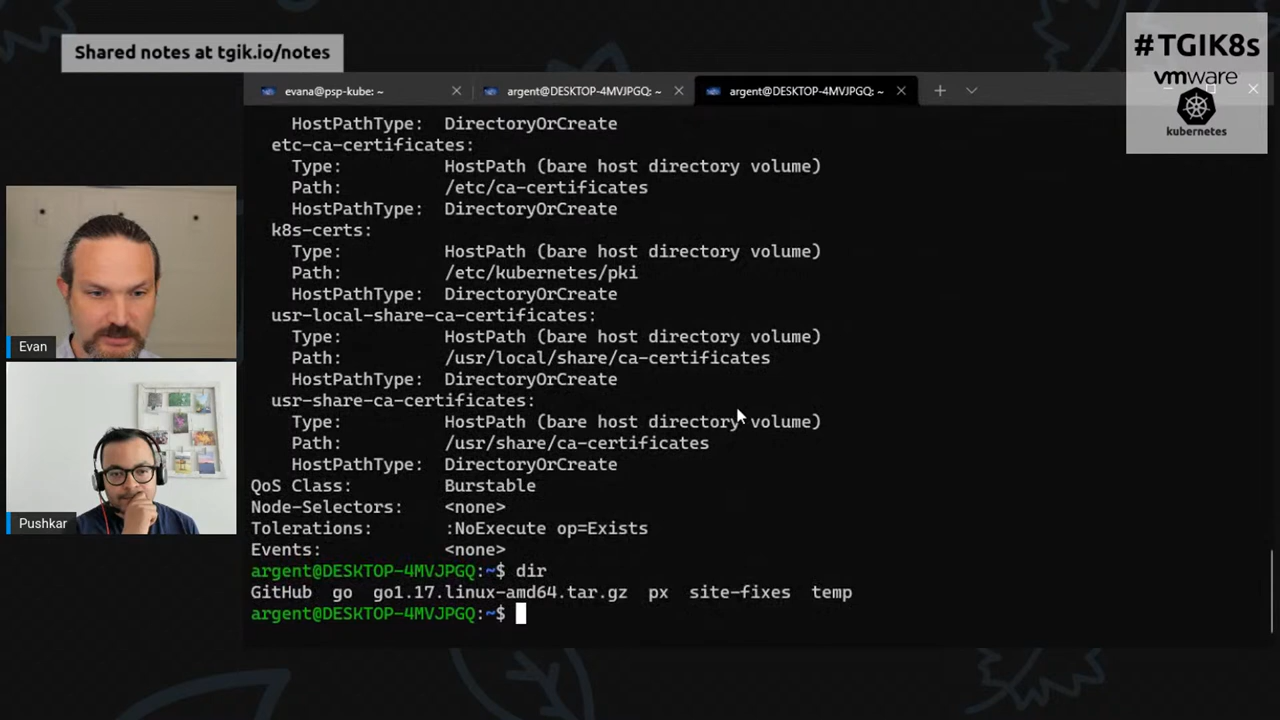 Shared notes at tgik.io/notes
#TGIK8s
vmware
kubernetes
evana@psp-kube: ~
argent@DESKTOP-4MVJPGQ: ~
argent@DESKTOP-4MVJPGQ: ~
HostPathType:  DirectoryOrCreate
etc-ca-certificates:
Type:          HostPath (bare host directory volume)
Path:          /etc/ca-certificates
HostPathType:  DirectoryOrCreate
k8s-certs:
Type:          HostPath (bare host directory volume)
Path:          /etc/kubernetes/pki
HostPathType:  DirectoryOrCreate
usr-local-share-ca-certificates:
Type:          HostPath (bare host directory volume)
Path:          /usr/local/share/ca-certificates
HostPathType:  DirectoryOrCreate
usr-share-ca-certificates:
Type:          HostPath (bare host directory volume)
Path:          /usr/share/ca-certificates
HostPathType:  DirectoryOrCreate
QoS Class:         Burstable
Node-Selectors:    <none>
Tolerations:       :NoExecute op=Exists
Events:            <none>
argent@DESKTOP-4MVJPGQ:~$ dir
GitHub  go  go1.17.linux-amd64.tar.gz  px  site-fixes  temp
argent@DESKTOP-4MVJPGQ:~$
Evan
Pushkar